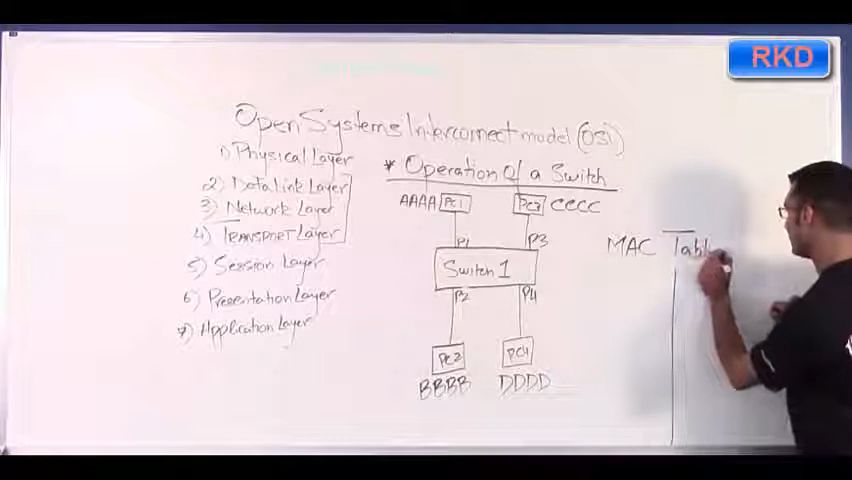 RKD
Open Systems Interconnect model (OSI)
1) Physical Layer
2) Data Link Layer
3) Network Layer
4) TRANSPORT Layer
5) Session Layer
6) Presentation Layer
7) Application Layer
* Operation Of a Switch
AAAA PC1 PC3 CCCC
P1 P3
Switch 1
P2 P4
PC2 PC4
BBBB DDDD
MAC Tabl